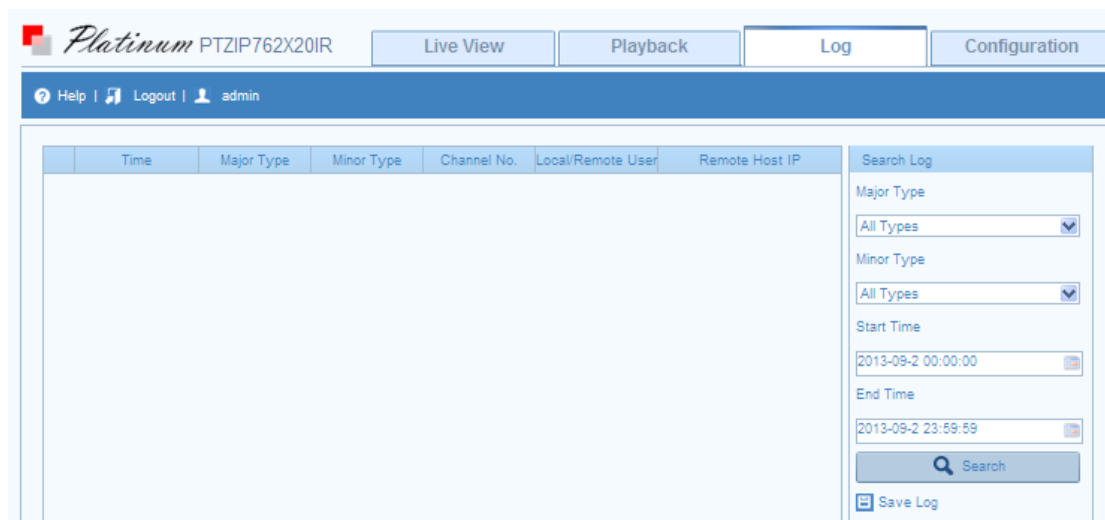 Platinum PTZIP762X20IR
Live View
Playback
Log
Configuration
Help | Logout | admin
Time
Major Type
Minor Type
Channel No.
Local/Remote User
Remote Host IP
Search Log
Major Type
All Types
Minor Type
All Types
Start Time
2013-09-2 00:00:00
End Time
2013-09-2 23:59:59
Search
Save Log